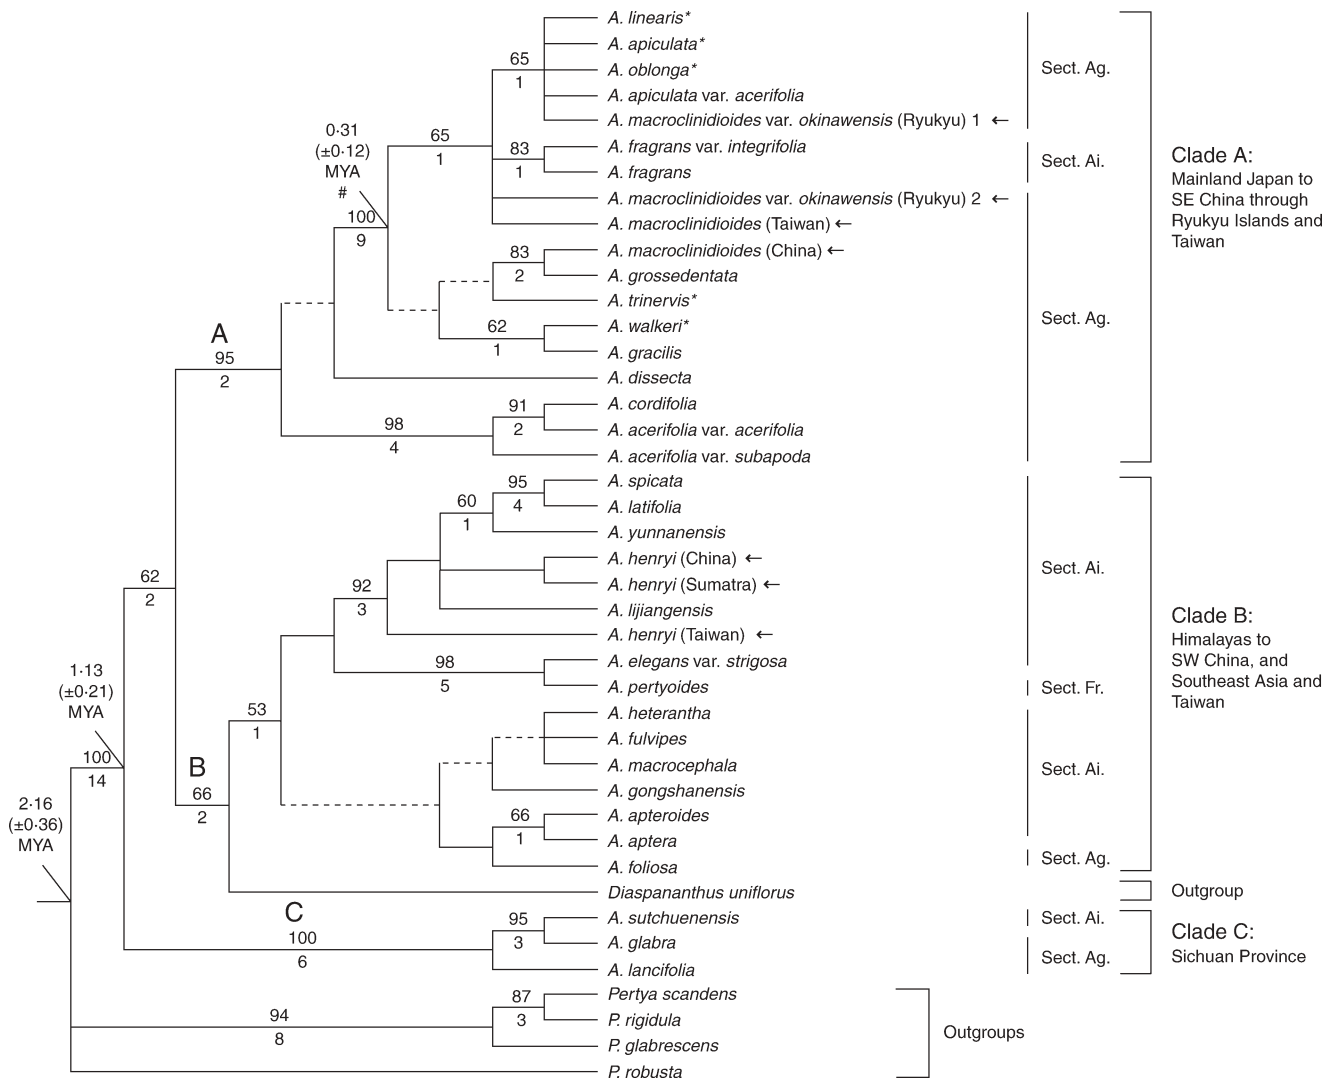 A. linearis*
A. apiculata*
65
A. oblonga*
Sect. Ag.
1
A. apiculata var. acerifolia
A. macroclinidioides var. okinawensis (Ryukyu) 1 ←
0·31
(±0·12)
MYA
#
65
1
83
1
A. fragrans var. integrifolia
A. fragrans
Sect. Ai.
Clade A:
Mainland Japan to
SE China through
Ryukyu Islands and
Taiwan
A. macroclinidioides var. okinawensis (Ryukyu) 2 ←
100
9
A. macroclinidioides (Taiwan) ←
83
2
A. macroclinidioides (China) ←
A. grossedentata
A. trinervis*
Sect. Ag.
62
1
A. walkeri*
A. gracilis
A
95
2
A. dissecta
98
4
91
2
A. cordifolia
A. acerifolia var. acerifolia
A. acerifolia var. subapoda
95
4
A. spicata
A. latifolia
60
1
A. yunnanensis
A. henryi (China) ←
Sect. Ai.
62
2
92
3
A. henryi (Sumatra) ←
A. lijiangensis
A. henryi (Taiwan) ←
Clade B:
Himalayas to
SW China, and
Southeast Asia and
Taiwan
98
5
A. elegans var. strigosa
A. pertyoides
Sect. Fr.
1·13
(±0·21)
MYA
53
1
A. heterantha
A. fulvipes
A. macrocephala
Sect. Ai.
100
14
B
66
2
A. gongshanensis
2·16
(±0·36)
MYA
66
1
A. apteroides
A. aptera
A. foliosa
Sect. Ag.
Diaspananthus uniflorus
Outgroup
C
100
6
95
3
A. sutchuenensis
Sect. Ai.
A. glabra
A. lancifolia
Sect. Ag.
Clade C:
Sichuan Province
94
8
87
3
Pertya scandens
P. rigidula
P. glabrescens
P. robusta
Outgroups